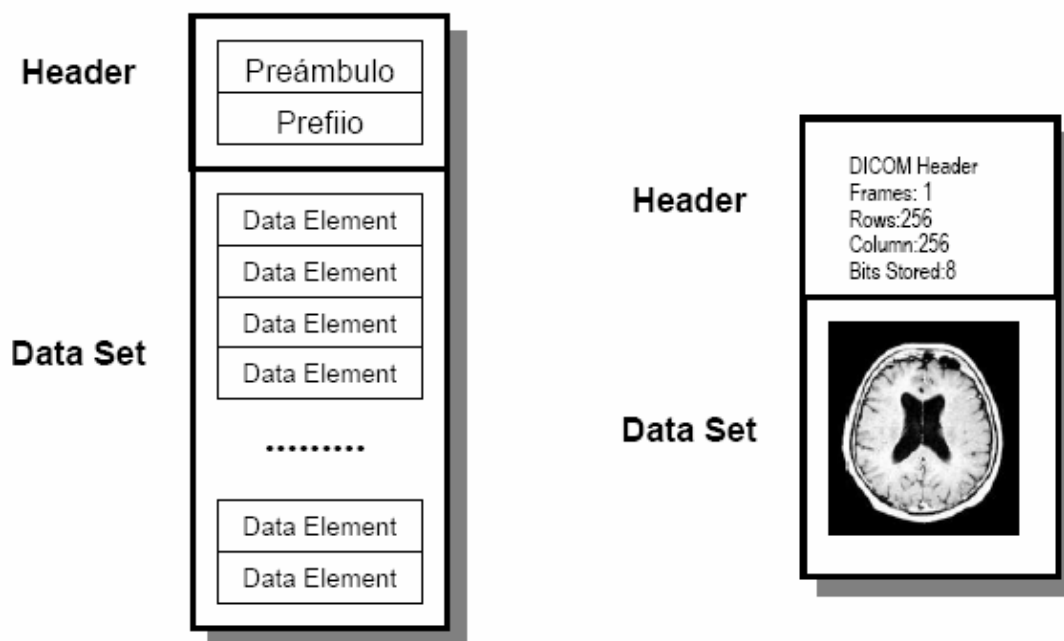 Header
Preámbulo
Prefiio
Data Set
Data Element
Data Element
Data Element
Data Element
.........
Data Element
Data Element
Header
DICOM Header
Frames: 1
Rows:256
Column:256
Bits Stored:8
Data Set